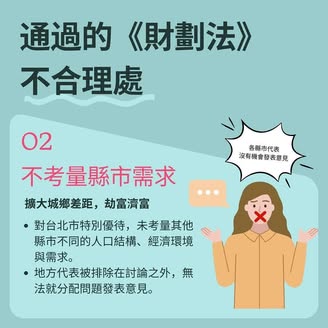 通過的《財劃法》
不合理處
各縣市代表
沒有機會發表意見
02
不考量縣市需求
擴大城鄉差距，劫富濟富
• 對台北市特別優待，未考量其他
縣市不同的人口結構、經濟環境
與需求。
• 地方代表被排除在討論之外，無
法就分配問題發表意見。